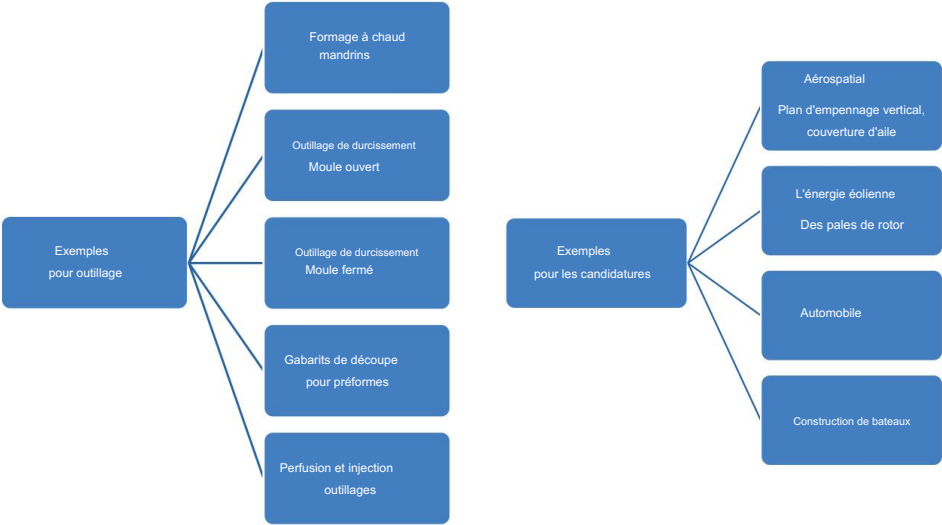 Exemples
pour outillage
Formage à chaud
mandrins
Outillage de durcissement
Moule ouvert
Outillage de durcissement
Moule fermé
Gabarits de découpe
pour préformes
Perfusion et injection
outillages
Exemples
pour les candidatures
Aérospatial
Plan d'empennage vertical,
couverture d'aile
L'énergie éolienne
Des pales de rotor
Automobile
Construction de bateaux